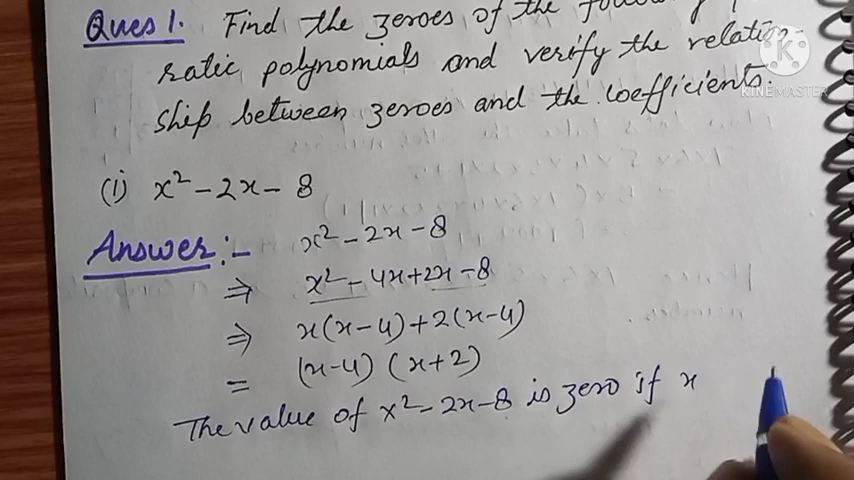 Ques 1. Find the zeroes of the following
ratic polynomials and verify the relation-
ship between zeroes and the coefficients.
KINEMASTER
(i) x² - 2x - 8
Answer:- x² - 2x - 8
⇒ x² - 4x + 2x - 8
⇒ x(x-4) + 2(x-4)
= (x-4) (x+2)
The value of x² - 2x - 8 is zero if x